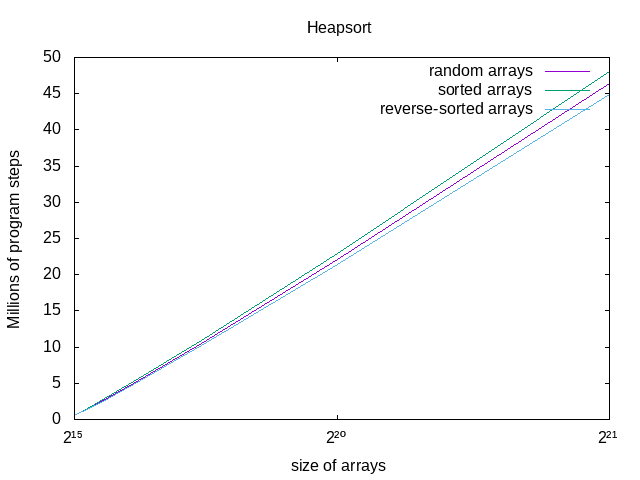 Heapsort
random arrays
sorted arrays
reverse-sorted arrays
Millions of program steps
50
45
40
35
30
25
20
15
10
5
0
2¹⁵
2²⁰
2²¹
size of arrays